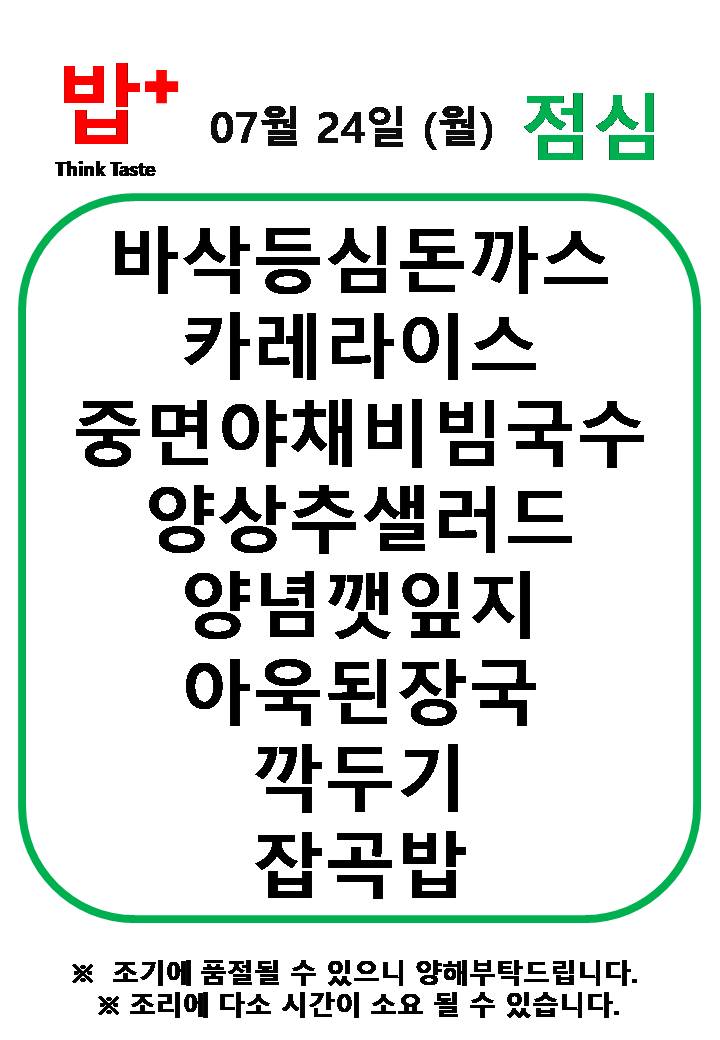 밥+
Think Taste
07월 24일 (월)
점심
바삭등심돈까스
카레라이스
중면야채비빔국수
양상추샐러드
양념깻잎지
아욱된장국
깍두기
잡곡밥
※ 조기에 품절될 수 있으니 양해부탁드립니다.
※ 조리에 다소 시간이 소요 될 수 있습니다.